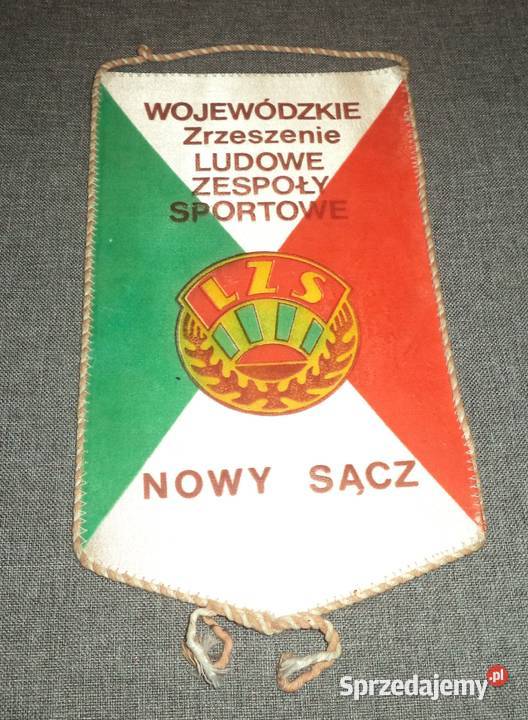 WOJEWÓDZKIE
Zrzeszenie
LUDOWE
ZESPOŁY
SPORTOWE
LZS
NOWY SĄCZ
Sprzedajemy.pl